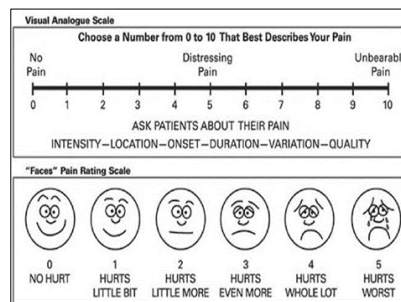 Visual Analogue Scale
Choose a Number from 0 to 10 That Best Describes Your Pain
No Distressing Unbearable
Pain Pain Pain
0 1 2 3 4 5 6 7 8 9 10
ASK PATIENTS ABOUT THEIR PAIN
INTENSITY—LOCATION—ONSET—DURATION—VARIATION—QUALITY
"Faces" Pain Rating Scale
0 1 2 3 4 5
NO HURT HURTS HURTS HURTS HURTS HURTS
LITTLE BIT LITTLE MORE EVEN MORE WHOLE LOT WORST